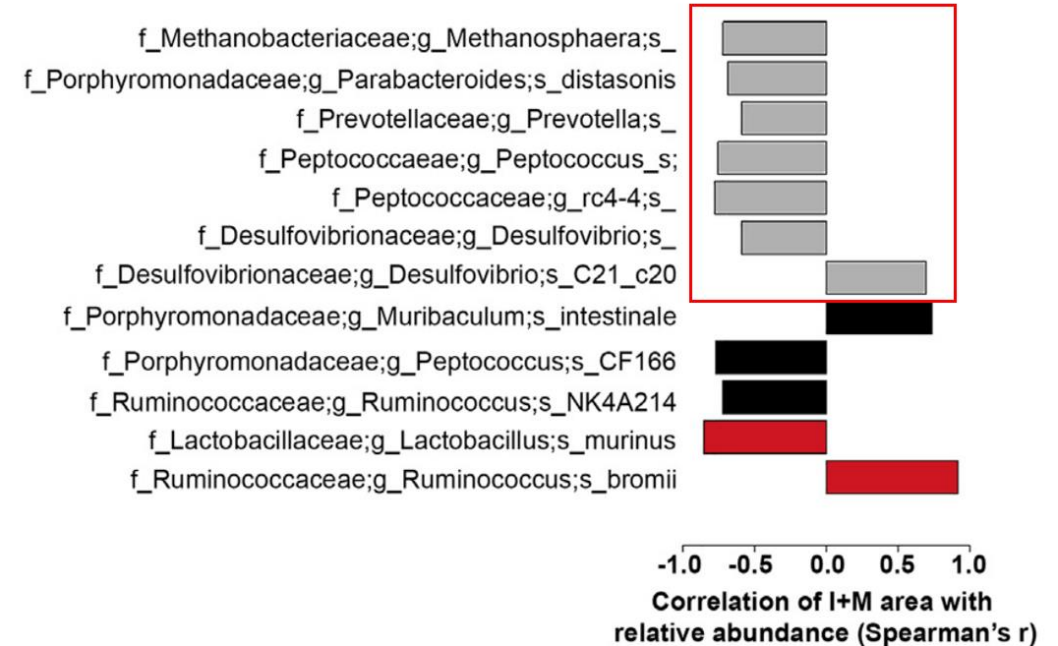 f_Methanobacteriaceae;g_Methanosphaera;s_
f_Porphyromonadaceae;g_Parabacteroides;s_distasonis
f_Prevotellaceae;g_Prevotella;s_
f_Peptococcaeae;g_Peptococcus_s;
f_Peptococcaceae;g_rc4-4;s_
f_Desulfovibrionaceae;g_Desulfovibrio;s_
f_Desulfovibrionaceae;g_Desulfovibrio;s_C21_c20
f_Porphyromonadaceae;g_Muribaculum;s_intestinale
f_Porphyromonadaceae;g_Peptococcus;s_CF166
f_Ruminococcaceae;g_Ruminococcus;s_NK4A214
f_Lactobacillaceae;g_Lactobacillus;s_murinus
f_Ruminococcaceae;g_Ruminococcus;s_bromii
-1.0 -0.5 0.0 0.5 1.0
Correlation of I+M area with
relative abundance (Spearman's r)